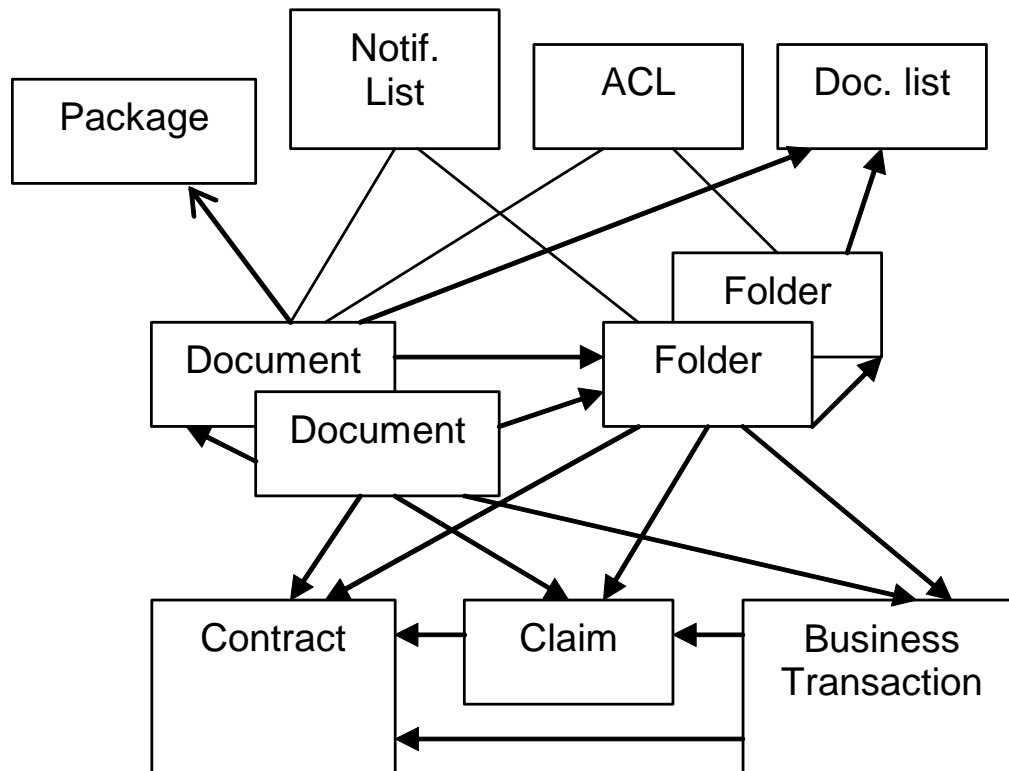 Notif.
List
ACL
Doc. list
Package
Folder
Document
Folder
Document
Contract
Claim
Business
Transaction